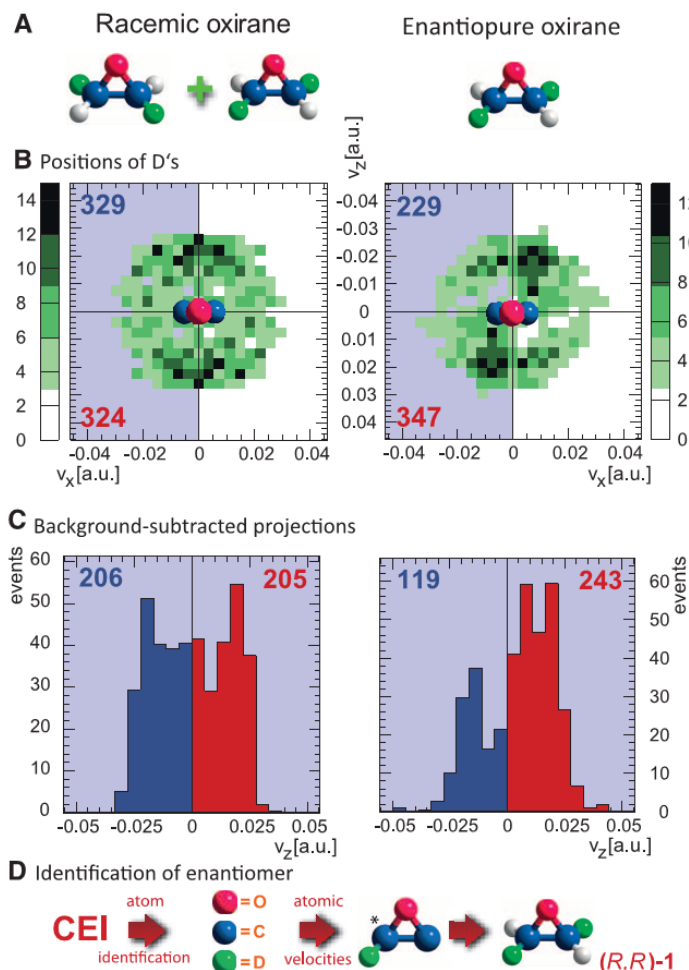 A Racemic oxirane Enantiopure oxirane
B Positions of D's
v_z[a.u.]
14
12
10
8
6
4
2
0
329
324
-0.04 -0.02 0 0.02 0.04
v_x[a.u.]
-0.04
-0.03
-0.02
-0.01
0
0.01
0.02
0.03
0.04
229
347
-0.04 -0.02 0 0.02 0.04
v_x[a.u.]
12
10
8
6
4
2
0
C Background-subtracted projections
events
60
50
40
30
20
10
0
206 205
-0.05 -0.025 0 0.025 0.05
v_z[a.u.]
119 243
events
60
50
40
30
20
10
0
-0.05 -0.025 0 0.025 0.05
v_z[a.u.]
D Identification of enantiomer
CEI
atom
identification
= O
= C
= D
atomic
velocities
*
(R,R)-1